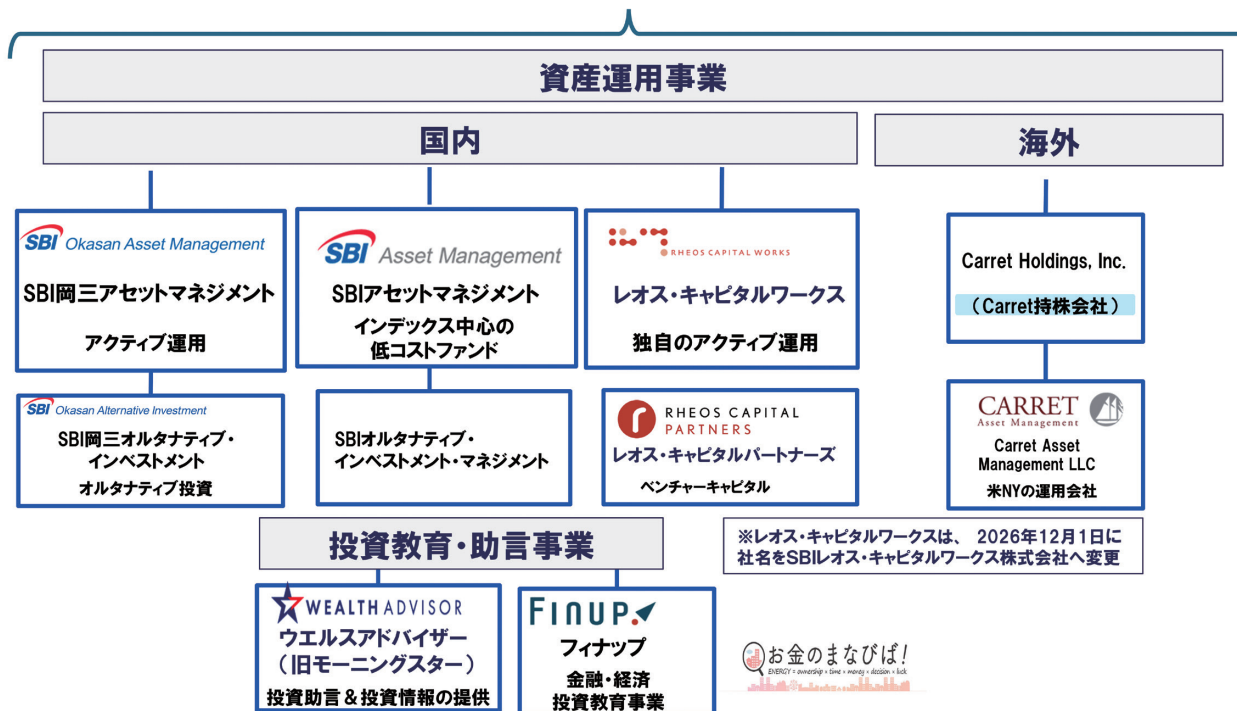 資産運用事業
国内
海外
SBI Okasan Asset Management
SBI岡三アセットマネジメント
アクティブ運用
SBI Asset Management
SBIアセットマネジメント
インデックス中心の
低コストファンド
RHEOS CAPITAL WORKS
レオス・キャピタルワークス
独自のアクティブ運用
Carret Holdings, Inc.
（Carret持株会社）
SBI Okasan Alternative Investment
SBI岡三オルタナティブ・
インベストメント
オルタナティブ投資
SBIオルタナティブ・
インベストメント・マネジメント
r RHEOS CAPITAL
PARTNERS
レオス・キャピタルパートナーズ
ベンチャーキャピタル
CARRET
Asset Management
Carret Asset
Management LLC
米NYの運用会社
投資教育・助言事業
※レオス・キャピタルワークスは、 2026年12月1日に
社名をSBIレオス・キャピタルワークス株式会社へ変更
WEALTH ADVISOR
ウエルスアドバイザー
（旧モーニングスター）
投資助言＆投資情報の提供
FINUP.
フィナップ
金融・経済
投資教育事業
お金のまなびば！
ENERGY = ownership × time × money × decision × luck